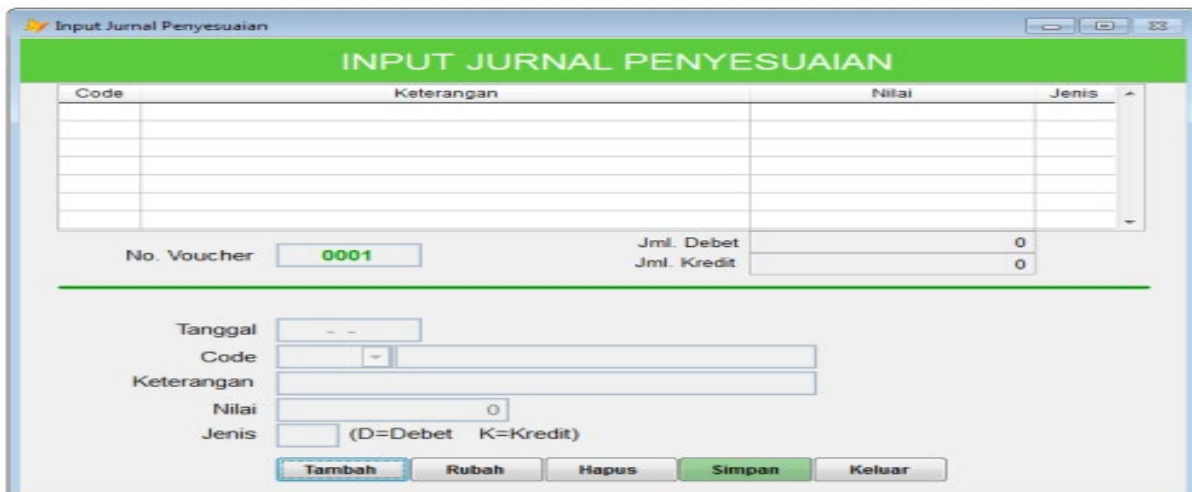 Input Jurnal Penyesuaian
INPUT JURNAL PENYESUAIAN
Code Keterangan Nilai Jenis
No. Voucher 0001 Jml. Debet 0
Jml. Kredit 0
Tanggal - -
Code
Keterangan
Nilai 0
Jenis (D=Debet K=Kredit)
Tambah Rubah Hapus Simpan Keluar